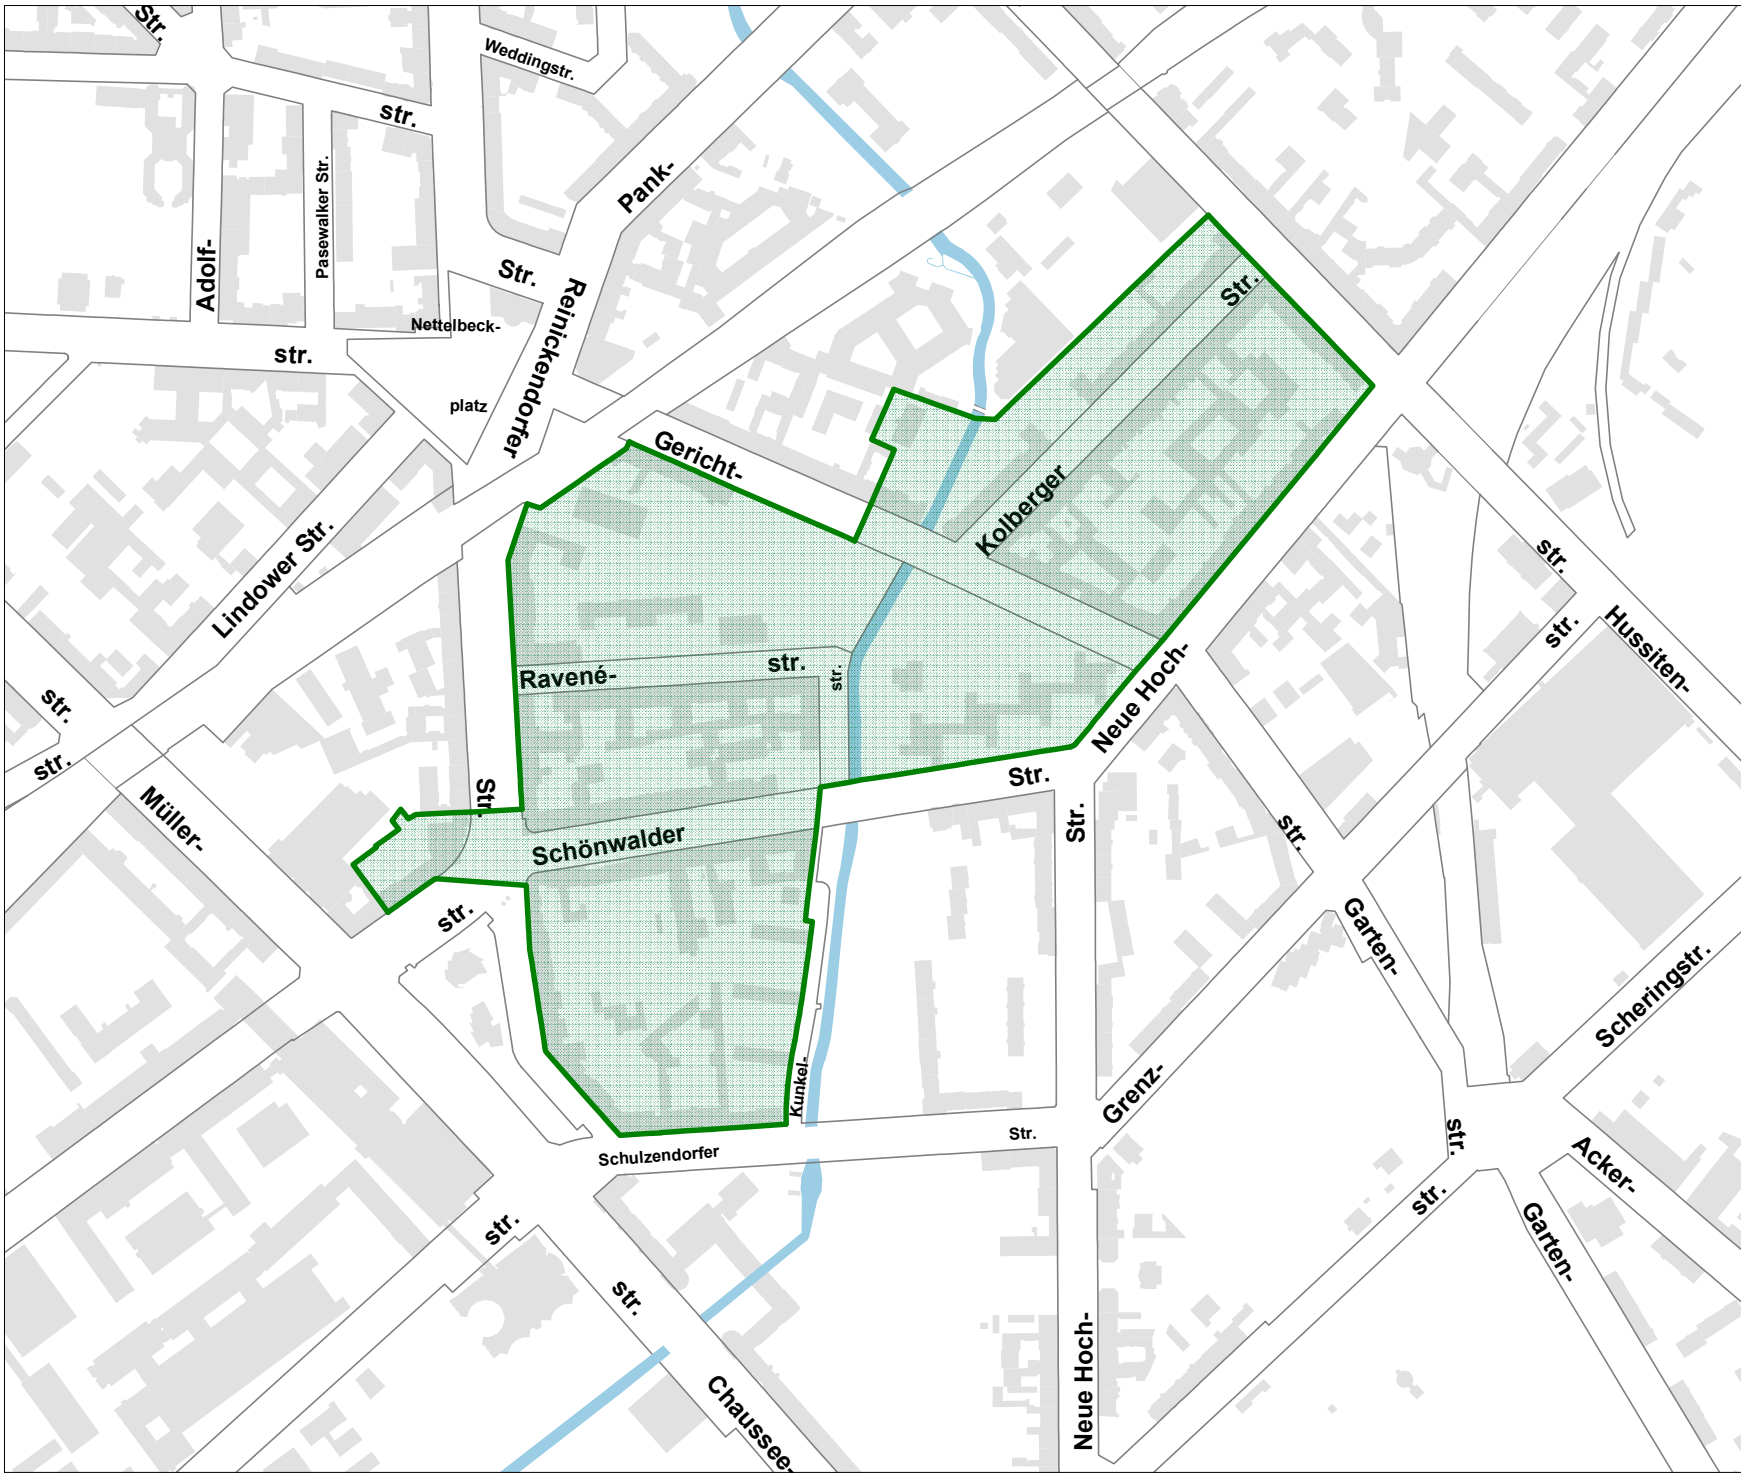 Str.
Weddingstr.
str.
Pasewalker Str.
Adolf-
Pank-
Str.
Reinickendorfer
Nettelbeck-
str.
platz
Str.
Gericht-
Kolberger
Lindower Str.
str.
str.
Hussiten-
Ravené-
str.
str.
Neue Hoch-
str.
str.
Müller-
Str.
Str.
Str.
str.
Schönwalder
str.
Garten-
Scheringstr.
Kunkel-
Grenz-
Schulzendorfer
Str.
str.
Acker-
str.
str.
Garten-
str.
Neue Hoch-
Chaussee-